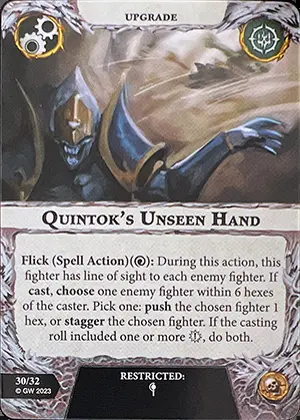 UPGRADE
QUINTOK'S UNSEEN HAND
Flick (Spell Action)(): During this action, this
fighter has line of sight to each enemy fighter. If
cast, choose one enemy fighter within 6 hexes
of the caster. Pick one: push the chosen fighter 1
hex, or stagger the chosen fighter. If the casting
roll included one or more , do both.
30/32
© GW 2023
RESTRICTED: